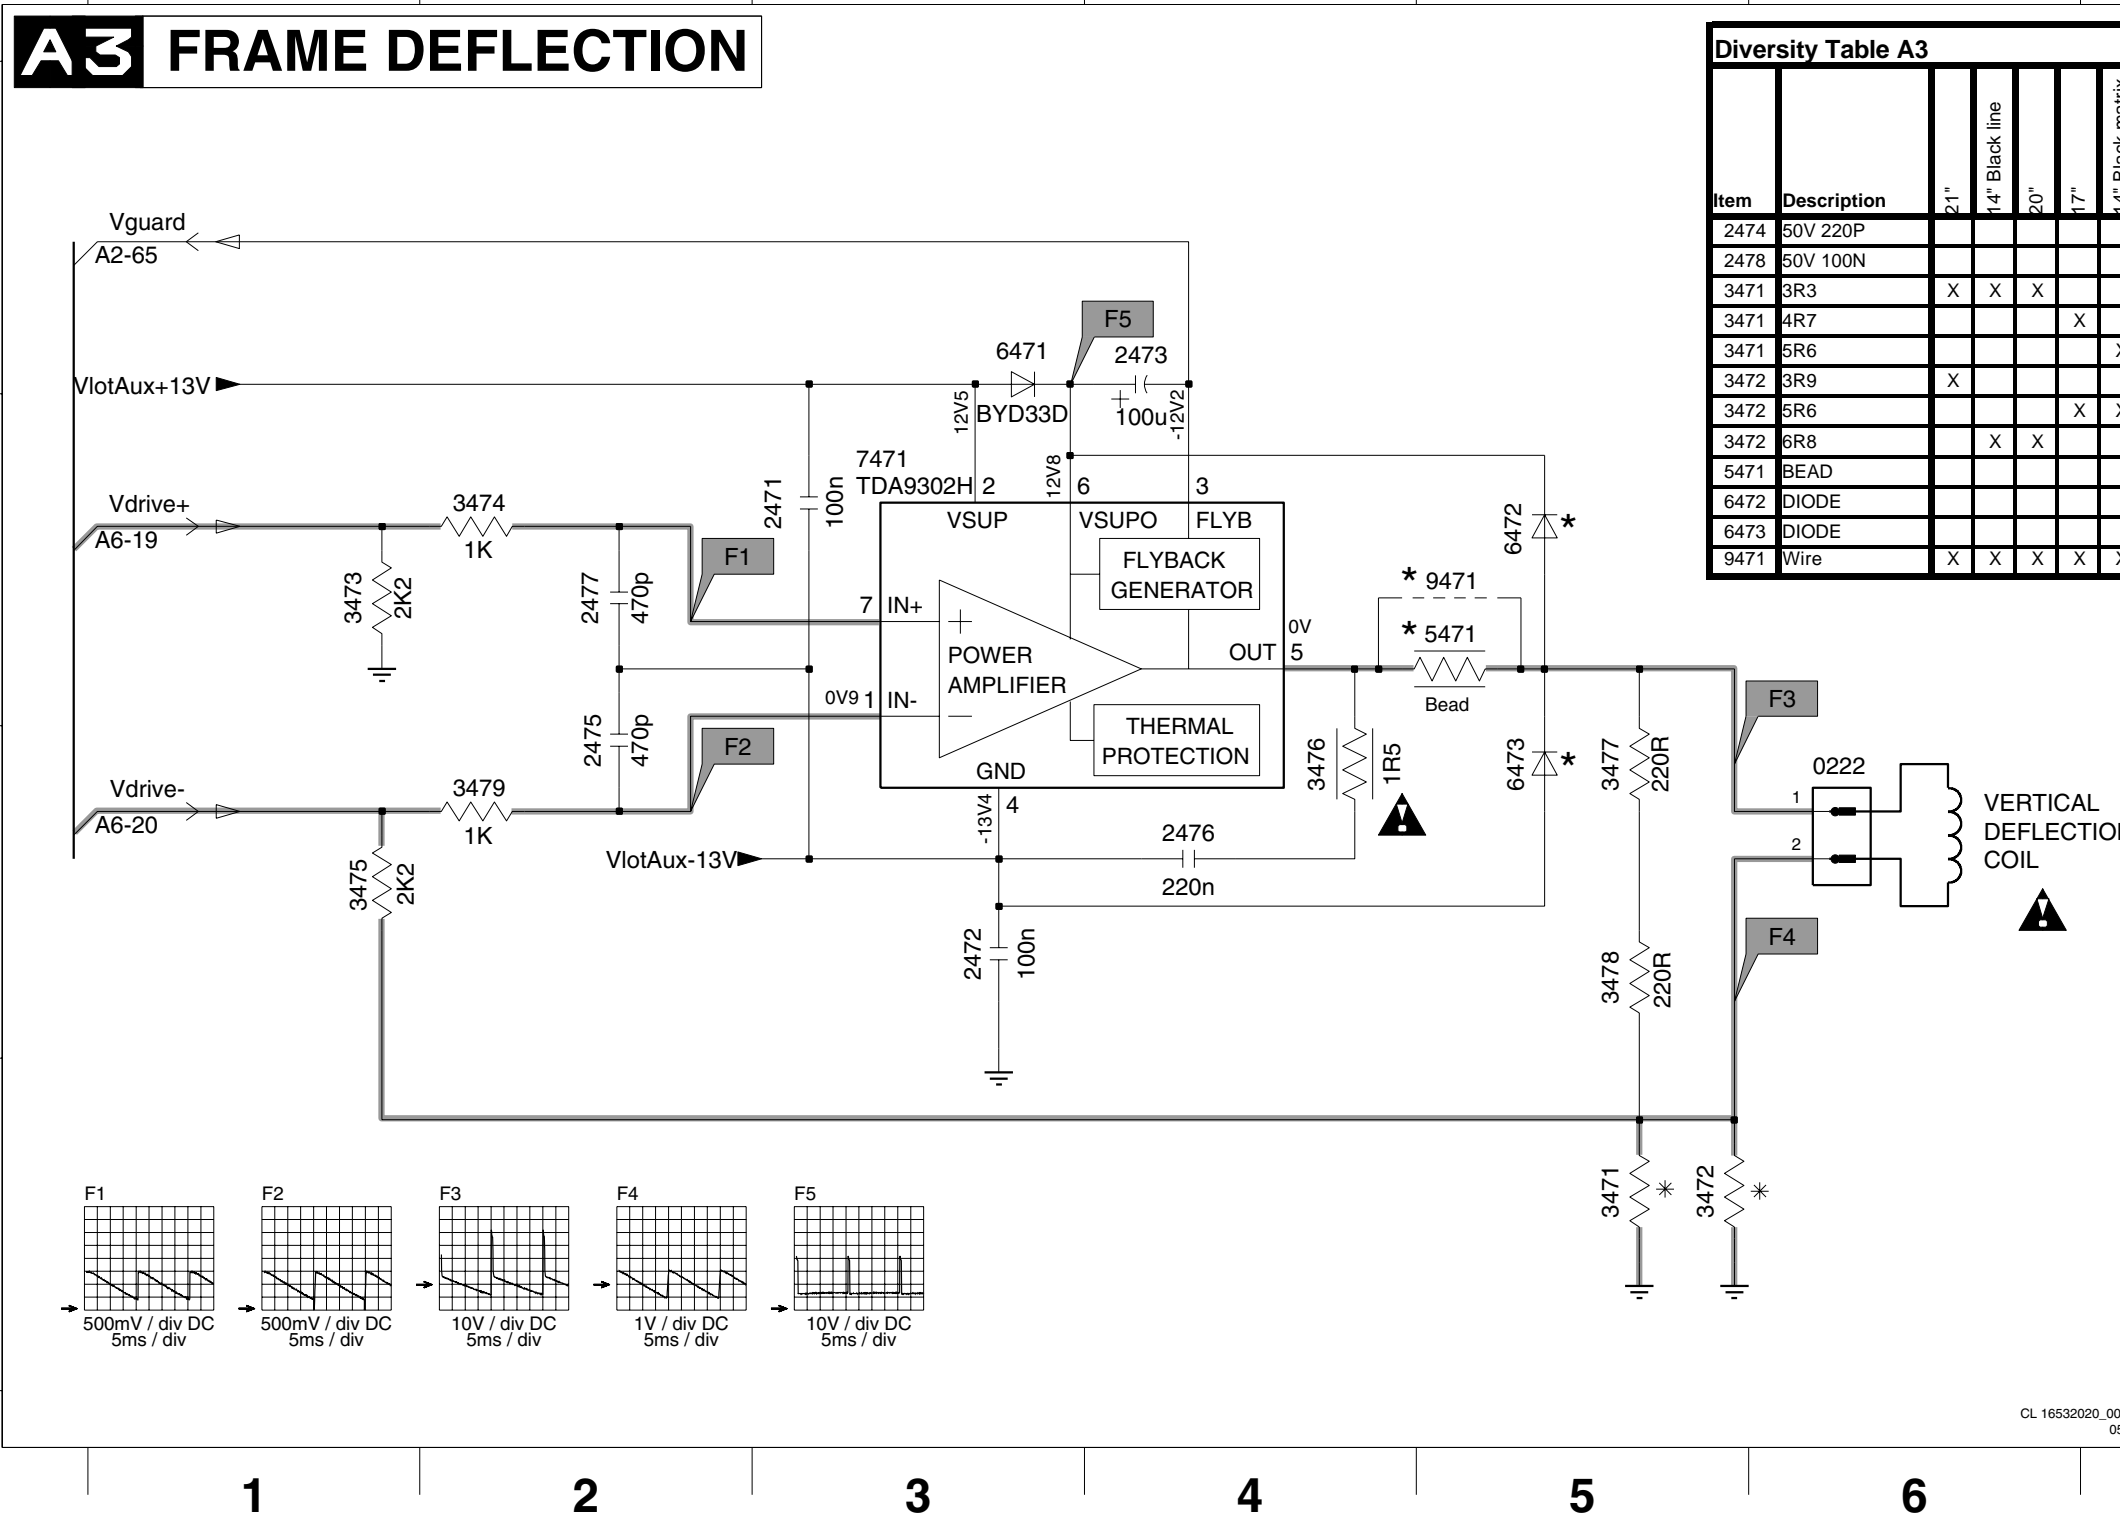 A3 FRAME DEFLECTION
Diversity Table A3
Item Description 21" 14" Black line 20" 17" 14" Black matrix
2474 50V 220P
2478 50V 100N
3471 3R3 X X X
3471 4R7 X
3471 5R6 X
3472 3R9 X
3472 5R6 X X
3472 6R8 X X
5471 BEAD
6472 DIODE
6473 DIODE
9471 Wire X X X X X
Vguard
A2-65
F5
6471
2473
VlotAux+13V
12V5
BYD33D
+
100u
-12V2
7471
TDA9302H
2
12V8
6
3
2471
100n
Vdrive+
A6-19
3474
1K
VSUP
VSUPO
FLYB
6472
*
F1
FLYBACK
GENERATOR
3473
2K2
2477
470p
* 9471
7
IN+
+
0V
* 5471
POWER
AMPLIFIER
OUT
5
0V9
1
IN-
Bead
F3
2475
470p
F2
THERMAL
PROTECTION
3476
1R5
6473
*
3477
220R
0222
GND
Vdrive-
A6-20
3479
1K
-13V4
4
1
VERTICAL
DEFLECTION
COIL
2476
2
VlotAux-13V
220n
3475
2K2
2472
100n
F4
3478
220R
3471
*
3472
*
F1
F2
F3
F4
F5
500mV / div DC
5ms / div
500mV / div DC
5ms / div
10V / div DC
5ms / div
1V / div DC
5ms / div
10V / div DC
5ms / div
CL 16532020_00
05
1 2 3 4 5 6